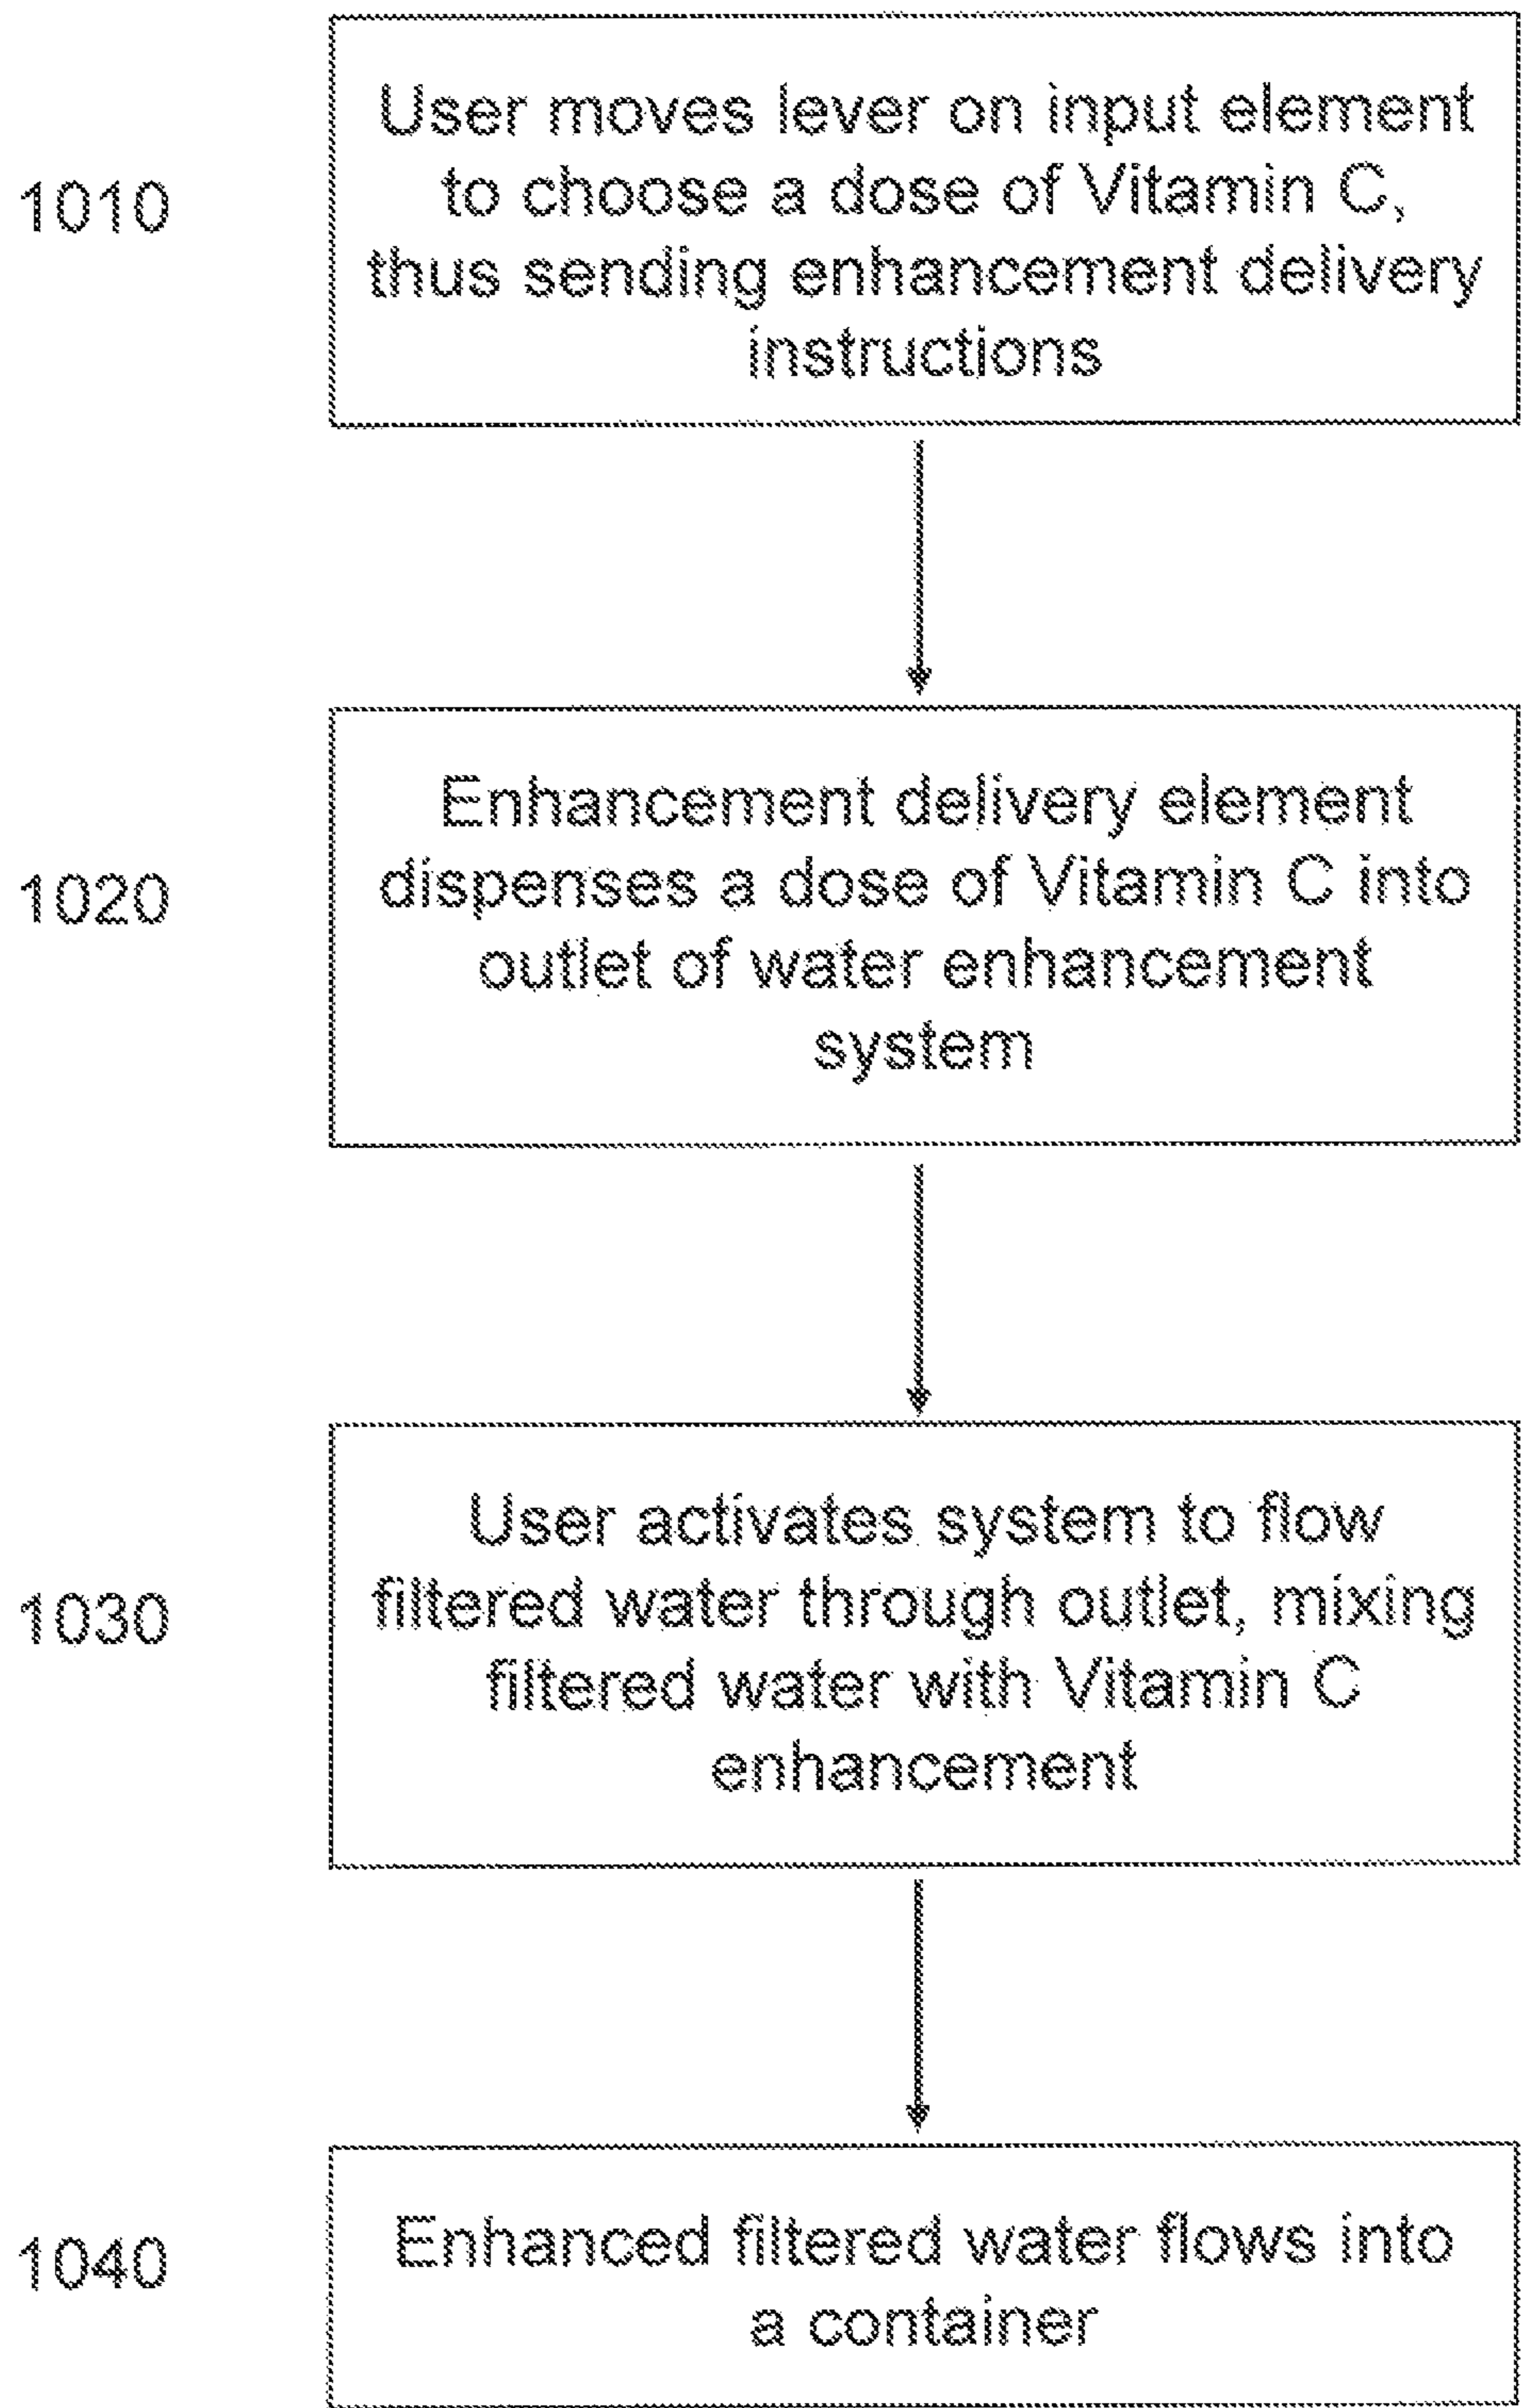 1010
User moves lever on input element
to choose a dose of Vitamin C,
thus sending enhancement delivery
instructions
1020
Enhancement delivery element
dispenses a dose of Vitamin C into
outlet of water enhancement
system
1030
User activates system to flow
filtered water through outlet, mixing
filtered water with Vitamin C
enhancement
1040
Enhanced filtered water flows into
a container